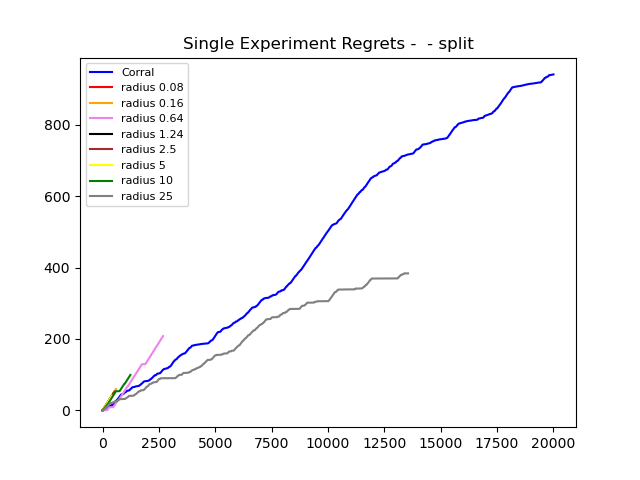 Single Experiment Regrets -  - split
Corral
radius 0.08
radius 0.16
radius 0.64
radius 1.24
radius 2.5
radius 5
radius 10
radius 25
800
600
400
200
0
0 2500 5000 7500 10000 12500 15000 17500 20000